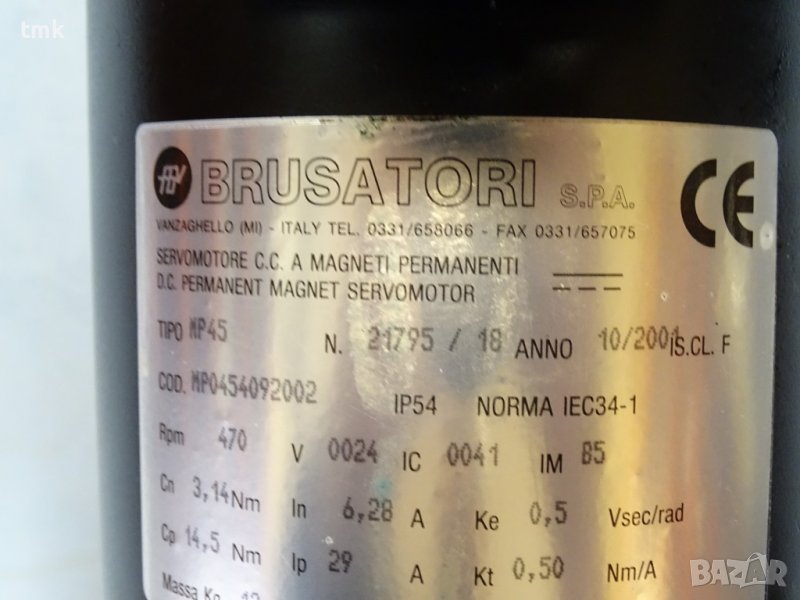 tmk
BRUSATORI S.P.A.
VANZAGHELLO (MI) - ITALY TEL. 0331/658066 - FAX 0331/657075
SERVOMOTORE C.C. A MAGNETI PERMANENTI
D.C. PERMANENT MAGNET SERVOMOTOR
CE
TIPO MP45 N. 21795 / 18 ANNO 10/2001 IS.CL. F
COD. MP0454092002 IP54 NORMA IEC34-1
Rpm 470 V 0024 IC 0041 IM B5
Cn 3,14 Nm In 6,28 A Ke 0,5 Vsec/rad
Cp 14,5 Nm Ip 29 A Kt 0,50 Nm/A
Massa Kg
BAZAR